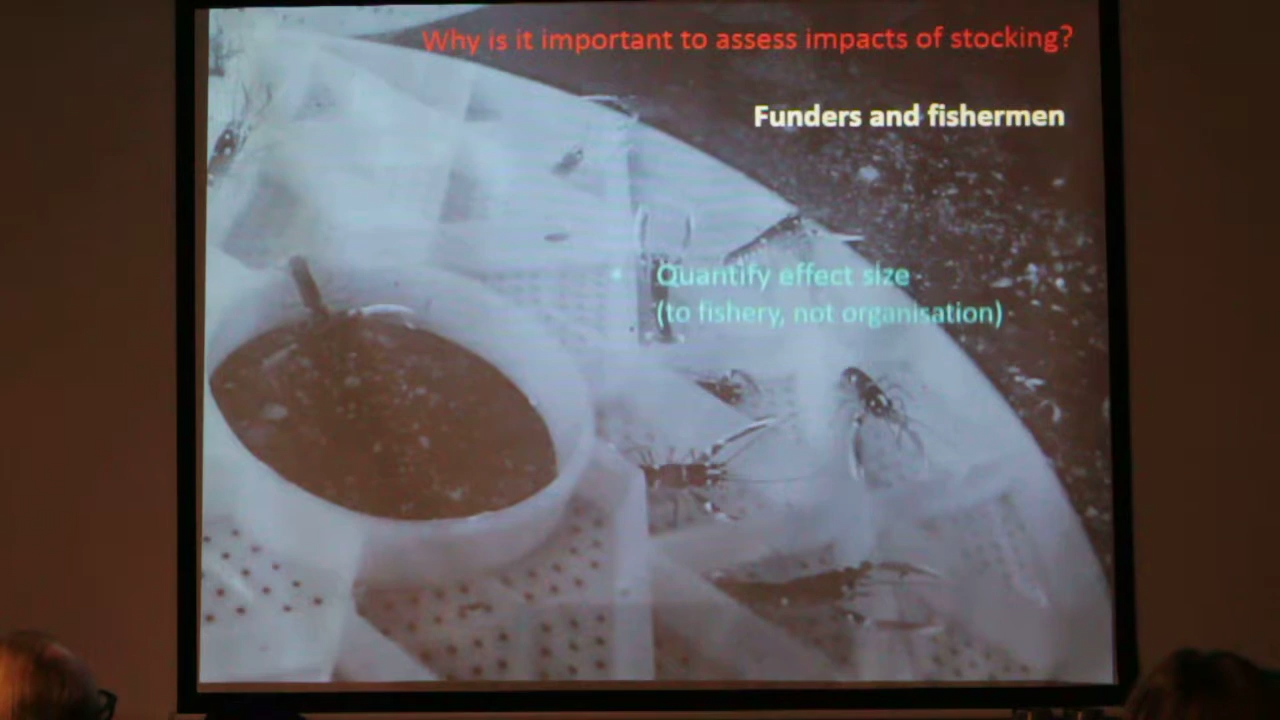 Why is it important to assess impacts of stocking?
Funders and fishermen
• Quantify effect size
(to fishery, not organisation)